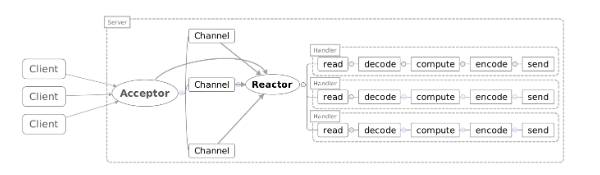 Server
Channel
Handler
Client
read decode compute encode send
Handler
Client
Acceptor
Channel
Reactor
read decode compute encode send
Handler
Client
read decode compute encode send
Channel